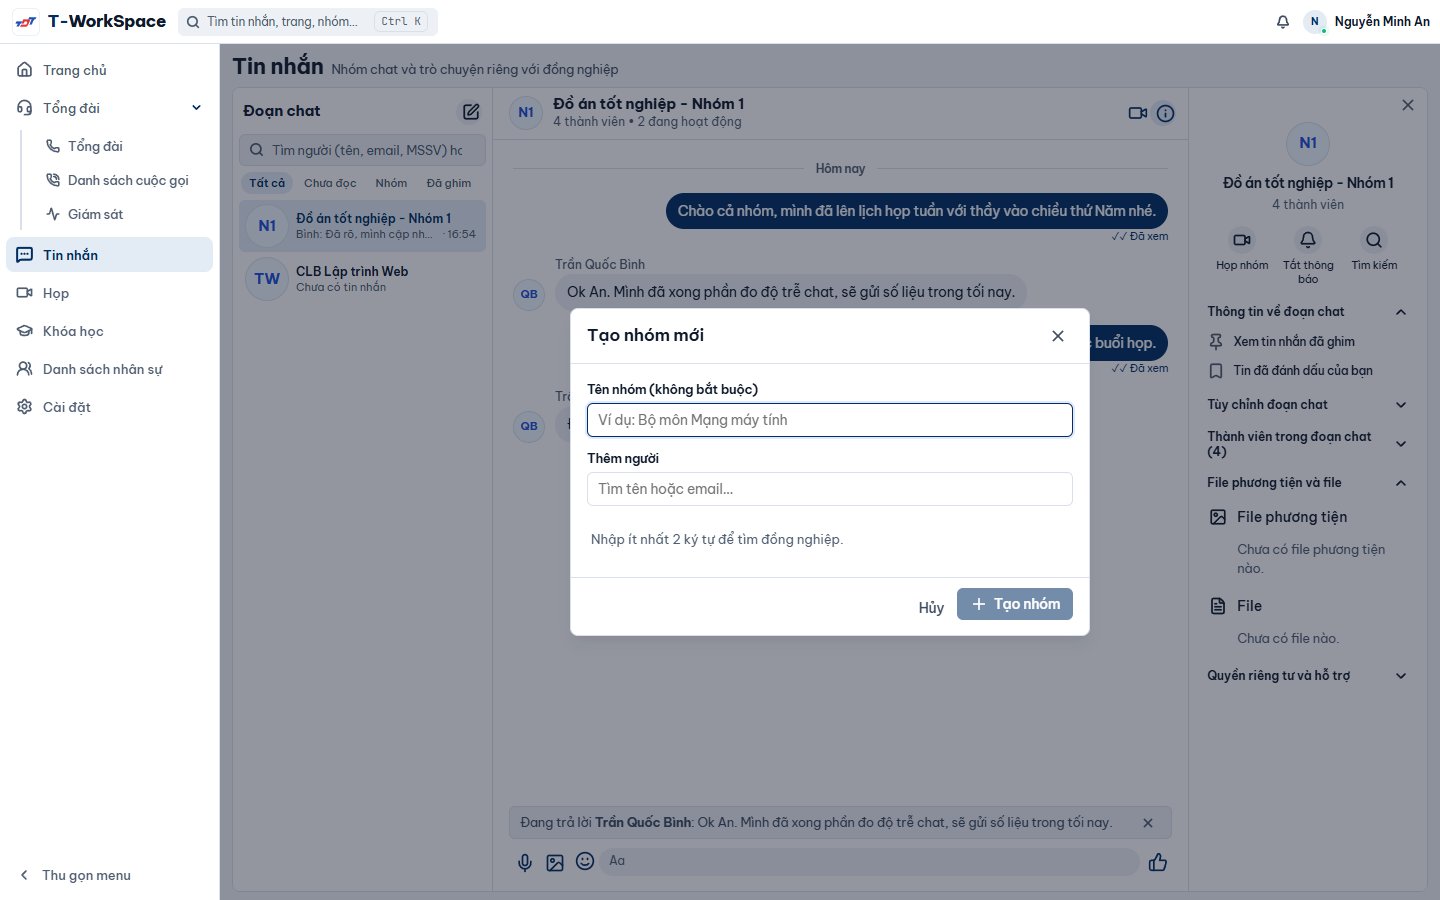 TDT
T-WorkSpace
Tìm tin nhắn, trang, nhóm...
Ctrl K
N
Nguyễn Minh An
Trang chủ
Tổng đài
Tổng đài
Danh sách cuộc gọi
Giám sát
Tin nhắn
Họp
Khóa học
Danh sách nhân sự
Cài đặt
Thu gọn menu
Tin nhắn Nhóm chat và trò chuyện riêng với đồng nghiệp
Đoạn chat
Tìm người (tên, email, MSSV) hơ
Tất cả
Chưa đọc
Nhóm
Đã ghim
N1
Đồ án tốt nghiệp - Nhóm 1
Bình: Đã rõ, mình cập nh... · 16:54
TW
CLB Lập trình Web
Chưa có tin nhắn
N1
Đồ án tốt nghiệp - Nhóm 1
4 thành viên • 2 đang hoạt động
Hôm nay
Chào cả nhóm, mình đã lên lịch họp tuần với thầy vào chiều thứ Năm nhé.
✓✓ Đã xem
Trần Quốc Bình
QB
Ok An. Mình đã xong phần đo độ trễ chat, sẽ gửi số liệu trong tối nay.
buổi họp.
✓✓ Đã xem
QB
Tạo nhóm mới
Tên nhóm (không bắt buộc)
Ví dụ: Bộ môn Mạng máy tính
Thêm người
Tìm tên hoặc email...
Nhập ít nhất 2 ký tự để tìm đồng nghiệp.
Hủy
Tạo nhóm
Đang trả lời Trần Quốc Bình: Ok An. Mình đã xong phần đo độ trễ chat, sẽ gửi số liệu trong tối nay.
Aa
N1
Đồ án tốt nghiệp - Nhóm 1
4 thành viên
Họp nhóm
Tắt thông
báo
Tìm kiếm
Thông tin về đoạn chat
Xem tin nhắn đã ghim
Tin đã đánh dấu của bạn
Tùy chỉnh đoạn chat
Thành viên trong đoạn chat
(4)
File phương tiện và file
File phương tiện
Chưa có file phương tiện
nào.
File
Chưa có file nào.
Quyền riêng tư và hỗ trợ